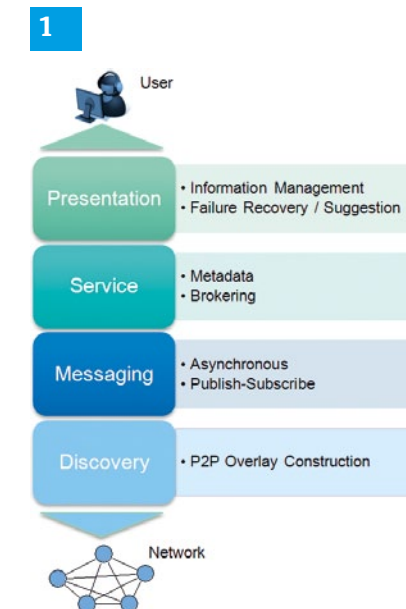 1
User
Presentation
• Information Management
• Failure Recovery / Suggestion
Service
• Metadata
• Brokering
Messaging
• Asynchronous
• Publish-Subscribe
Discovery
• P2P Overlay Construction
Network